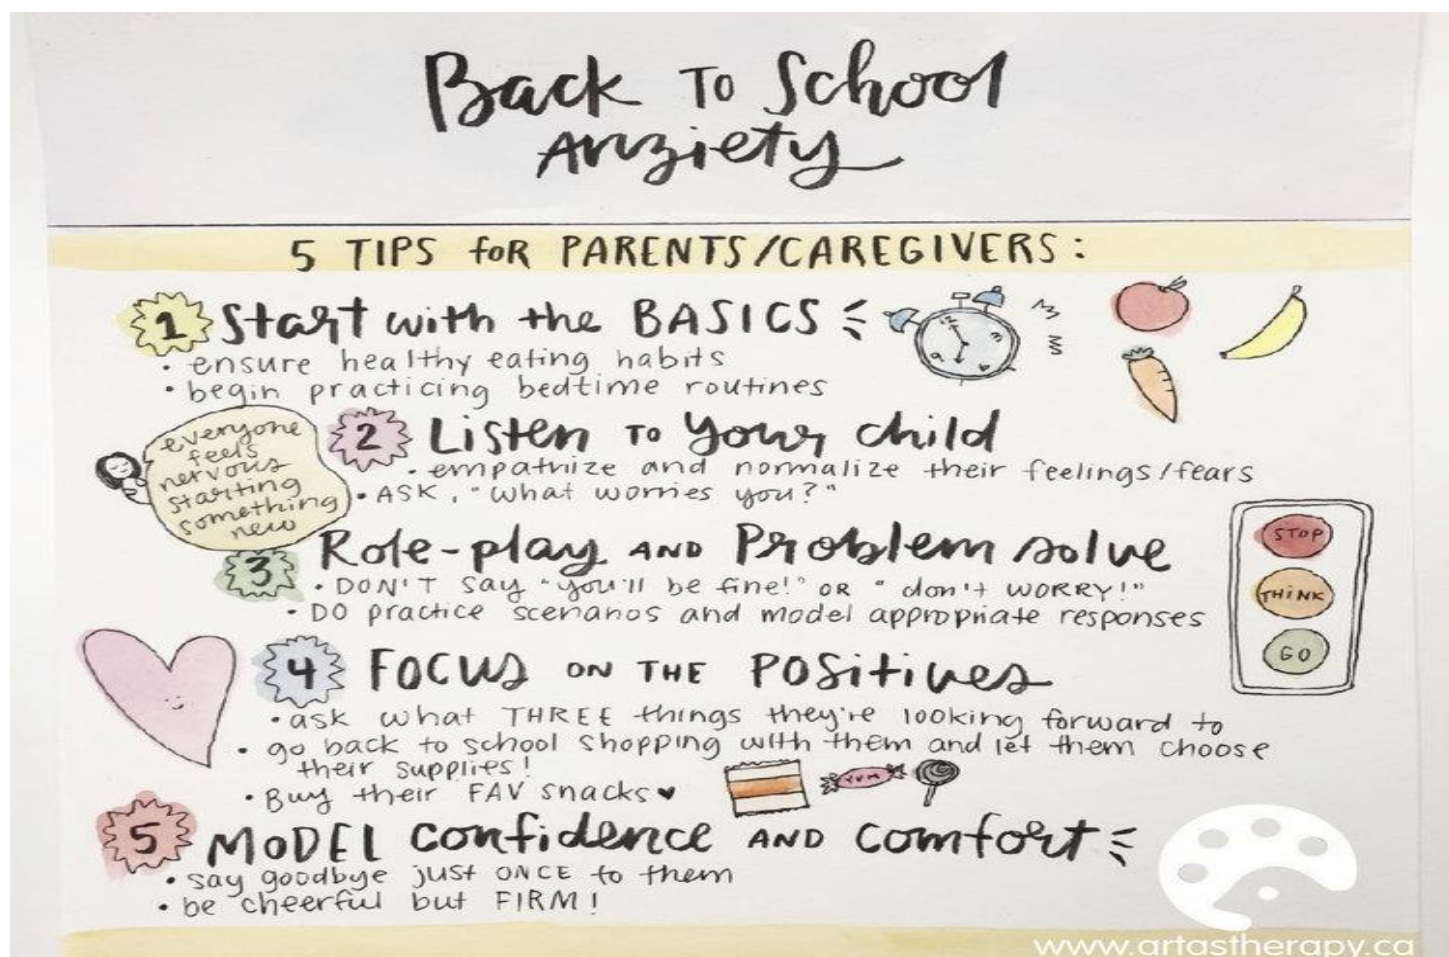 Back To School
Anxiety
5 TIPS foR PARENTS/CAREGIVERS:
1 Start with the BASICS
• ensure healthy eating habits
• begin practicing bedtime routines
everyone
feels
nervous
starting
something
new
2 Listen To Your child
• empathize and normalize their feelings/fears
• ASK, "What worries you?"
3 Role-play AND Problem solve
• DON'T say "you'll be fine!" OR "don't WORRY!"
• DO practice scenarios and model appropriate responses
STOP
THINK
GO
4 Focus ON THE POSitives
• ask what THREE things they're looking forward to
• go back to school shopping with them and let them choose
their supplies!
• Buy their FAV snacks ♥
YUM
5 MODEL confidence AND comfort
• say goodbye just ONCE to them
• be cheerful but FIRM!
www.artastherapy.ca